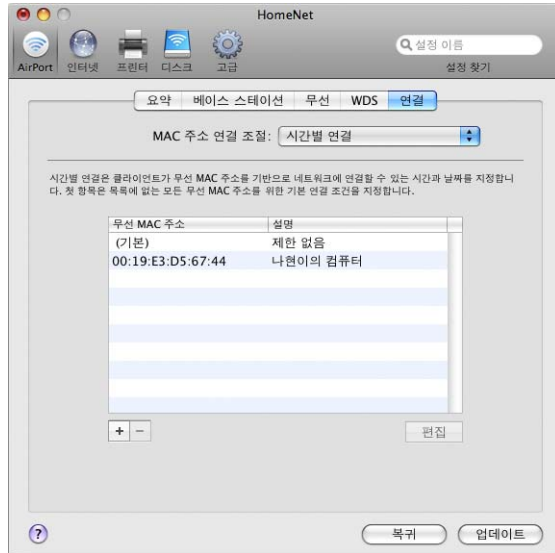 HomeNet
AirPort 인터넷 프린터 디스크 고급
설정 이름
설정 찾기
요약 베이스 스테이션 무선 WDS 연결
MAC 주소 연결 조절: 시간별 연결
시간별 연결은 클라이언트가 무선 MAC 주소를 기반으로 네트워크에 연결할 수 있는 시간과 날짜를 지정합니
다. 첫 항목은 목록에 없는 모든 무선 MAC 주소를 위한 기본 연결 조건을 지정합니다.
무선 MAC 주소 설명
(기본) 제한 없음
00:19:E3:D5:67:44 나현이의 컴퓨터
+ −
편집
?
복귀 업데이트